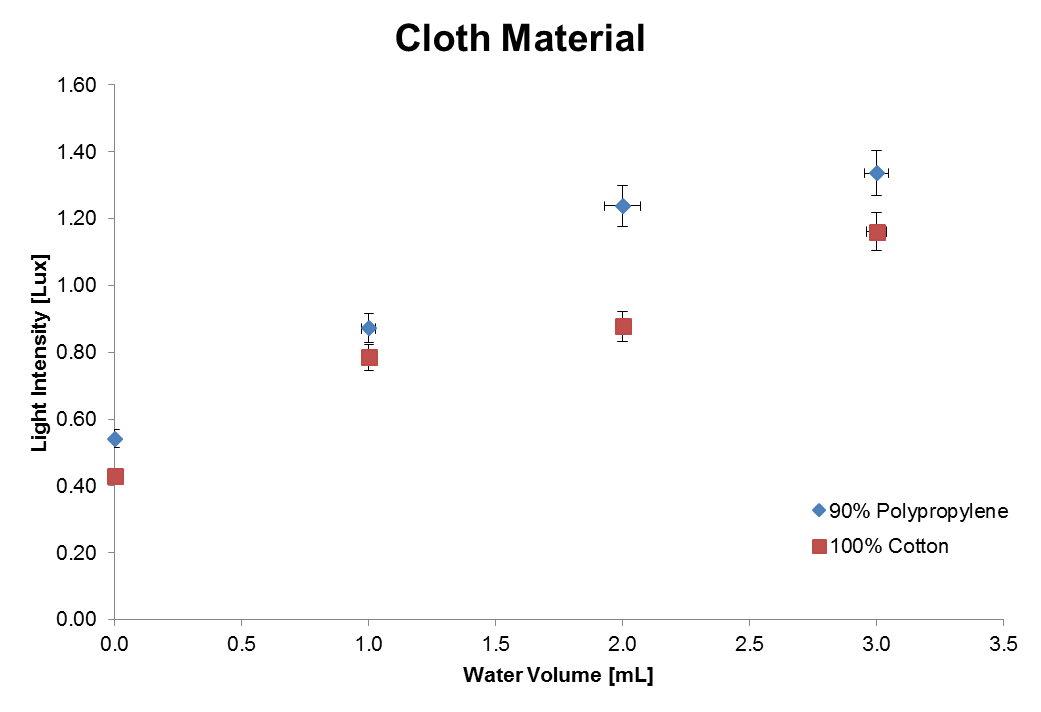 Cloth Material
1.60
1.40
1.20
1.00
0.80
0.60
0.40
0.20
0.00
Light Intensity [Lux]
90% Polypropylene
100% Cotton
0.0 0.5 1.0 1.5 2.0 2.5 3.0 3.5
Water Volume [mL]